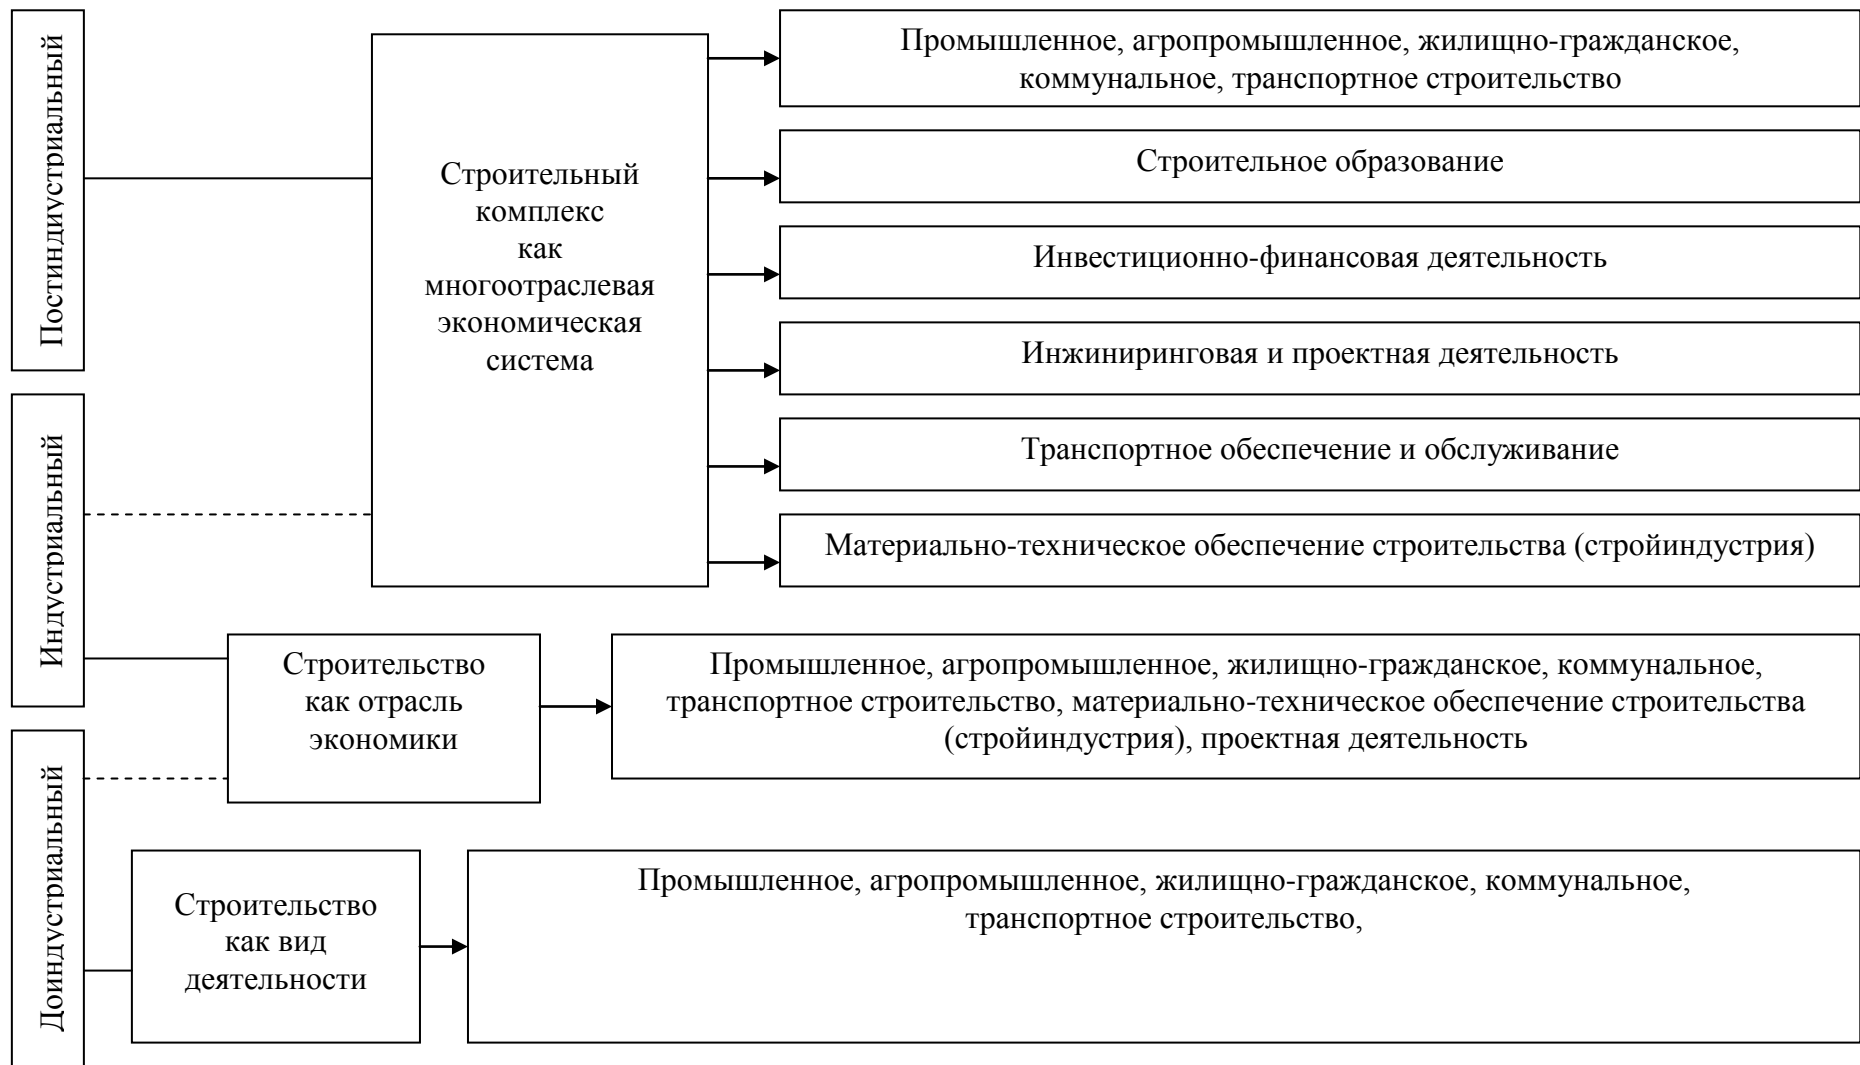 Постиндиустриальный
Строительный
комплекс
как
многоотраслевая
экономическая
система
Промышленное, агропромышленное, жилищно-гражданское,
коммунальное, транспортное строительство
Строительное образование
Инвестиционно-финансовая деятельность
Инжиниринговая и проектная деятельность
Транспортное обеспечение и обслуживание
Материально-техническое обеспечение строительства (стройиндустрия)
Индустриальный
Строительство
как отрасль
экономики
Промышленное, агропромышленное, жилищно-гражданское, коммунальное,
транспортное строительство, материально-техническое обеспечение строительства
(стройиндустрия), проектная деятельность
Доиндустриальный
Строительство
как вид
деятельности
Промышленное, агропромышленное, жилищно-гражданское, коммунальное,
транспортное строительство,